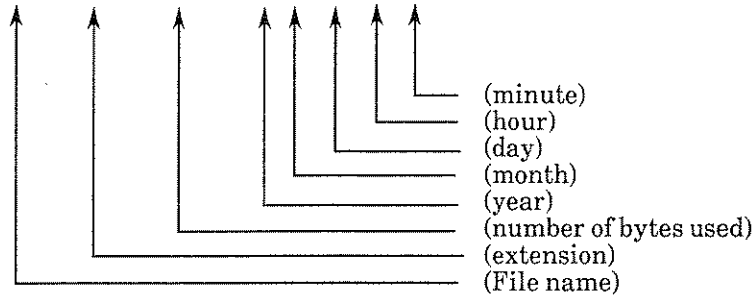 (minute)
(hour)
(day)
(month)
(year)
(number of bytes used)
(extension)
(File name)